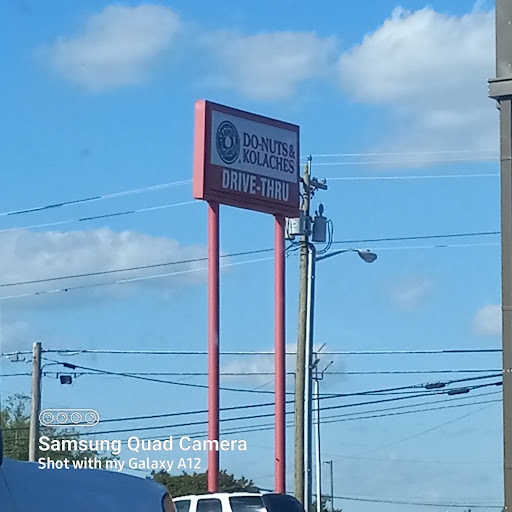 DO-NUTS &
KOLACHES
DRIVE-THRU
Samsung Quad Camera
Shot with my Galaxy A12